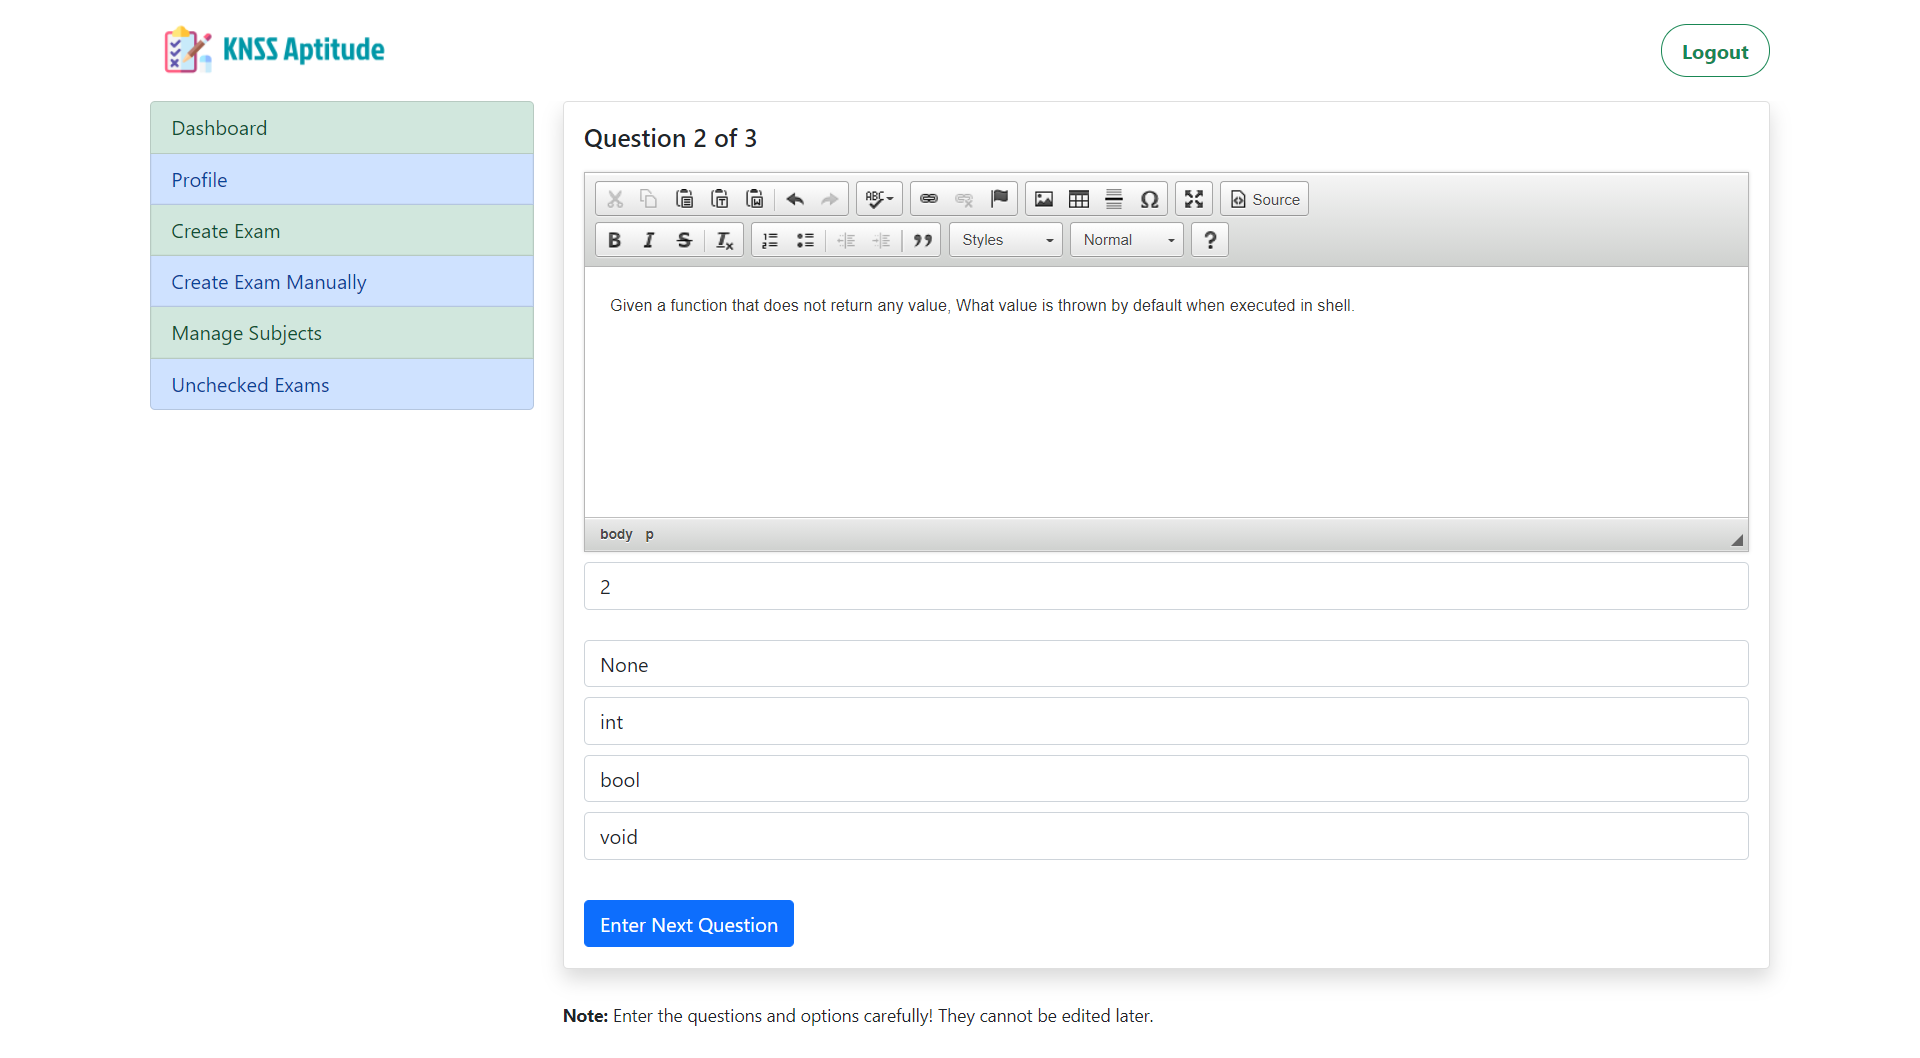 KNSS Aptitude
Logout
Dashboard
Profile
Create Exam
Create Exam Manually
Manage Subjects
Unchecked Exams
Question 2 of 3
ABC
Source
B I S Tx
Styles
Normal
?
Given a function that does not return any value, What value is thrown by default when executed in shell.
body p
2
None
int
bool
void
Enter Next Question
Note: Enter the questions and options carefully! They cannot be edited later.